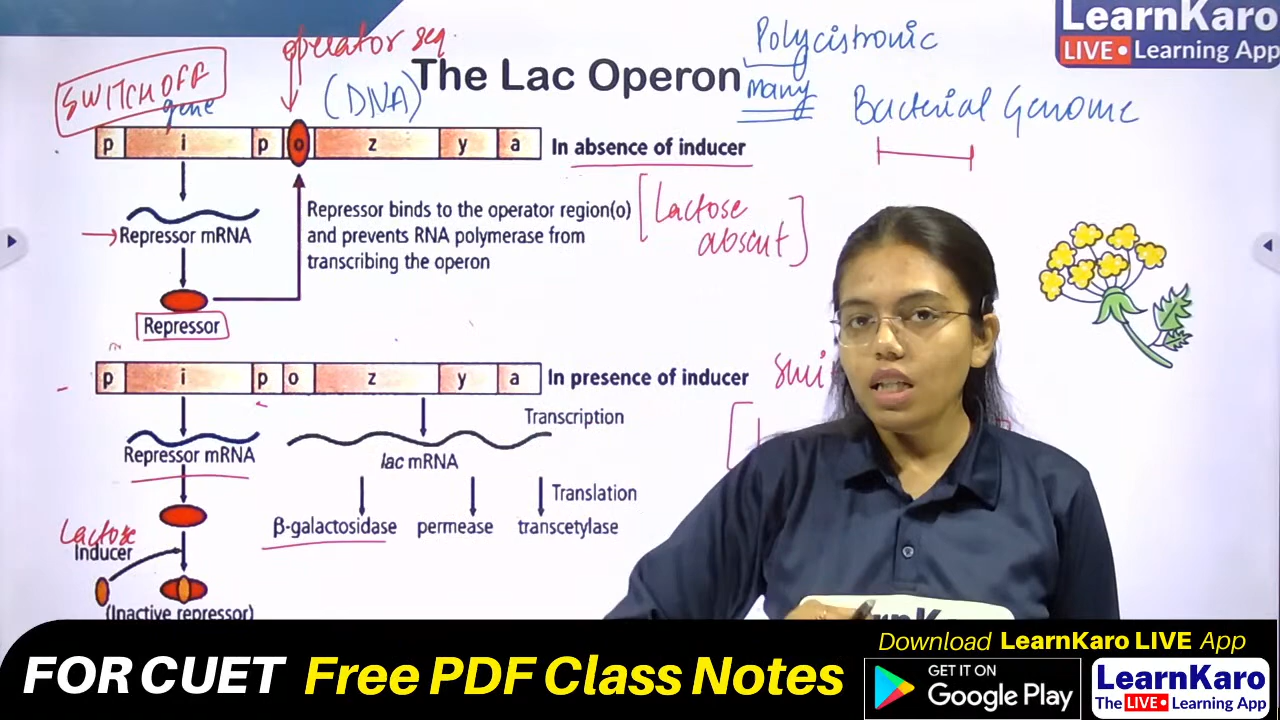 LearnKaro
LIVE • Learning App
operator seq.
Polycistronic
many
SWITCH OFF
gene
(DNA)
The Lac Operon
Bacterial Genome
p i p o z y a
In absence of inducer
[Lactose absent]
Repressor mRNA
Repressor binds to the operator region(o)
and prevents RNA polymerase from
transcribing the operon
Repressor
p i p o z y a
In presence of inducer
Transcription
Repressor mRNA
lac mRNA
Translation
β-galactosidase permease transcetylase
Lactose
Inducer
(Inactive repressor)
FOR CUET Free PDF Class Notes
Download LearnKaro LIVE App
GET IT ON
Google Play
LearnKaro
The LIVE • Learning App